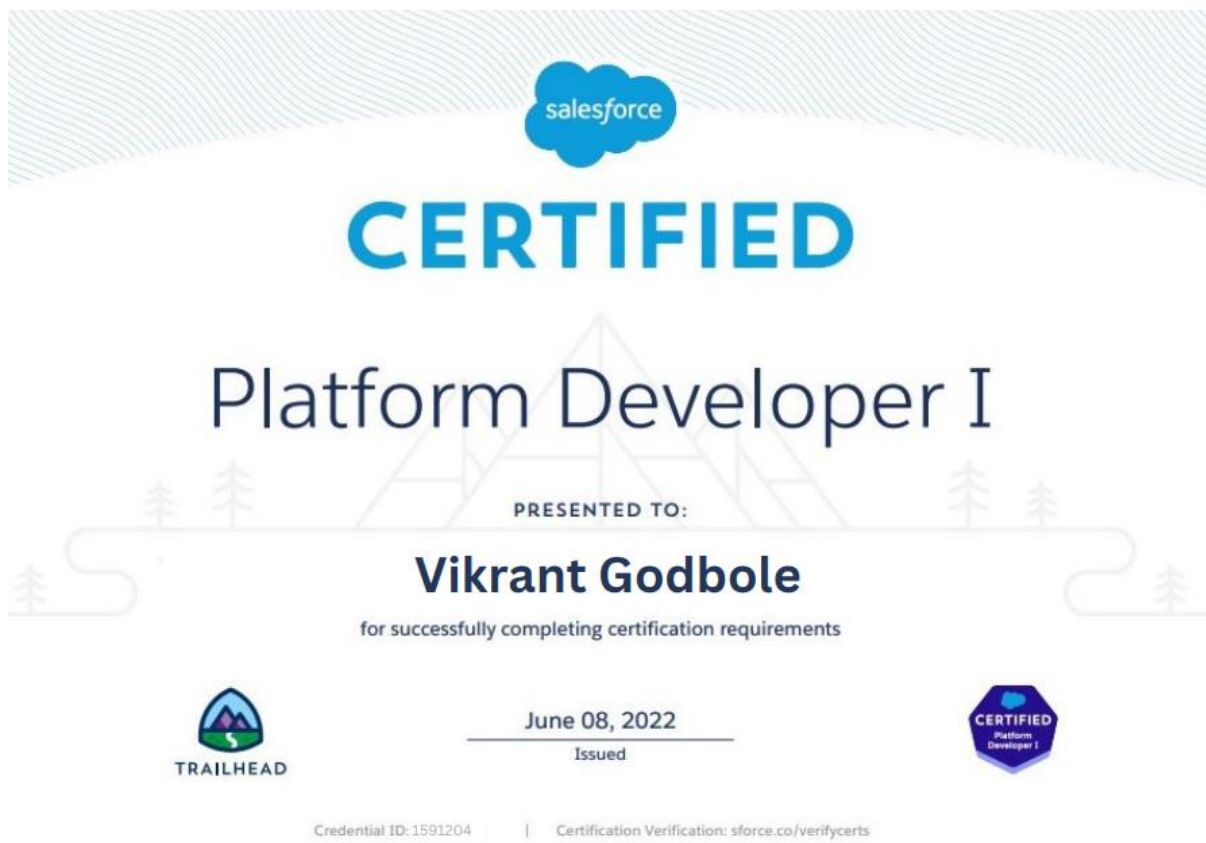 salesforce
CERTIFIED
Platform Developer I
PRESENTED TO:
Vikrant Godbole
for successfully completing certification requirements
June 08, 2022
Issued
TRAILHEAD
CERTIFIED
Platform
Developer I
Credential ID: 1591204 | Certification Verification: sforce.co/verifycerts